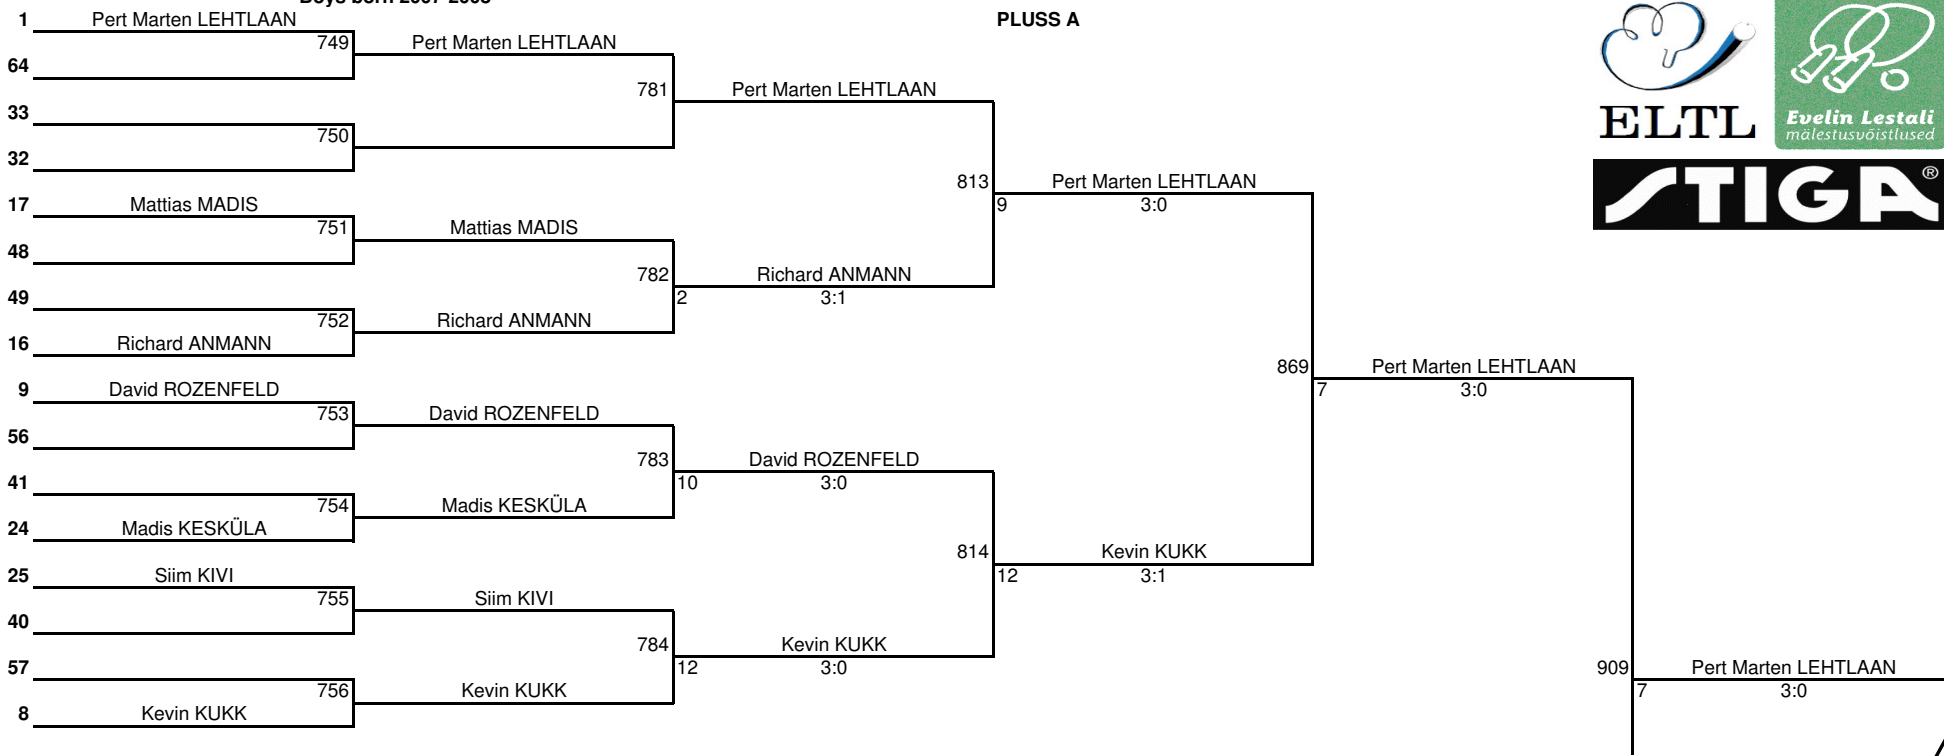 Boys born 2007-2008
PLUSS A
1 Pert Marten LEHTLAAN
749 Pert Marten LEHTLAAN
64
781 Pert Marten LEHTLAAN
33
750
32
813 Pert Marten LEHTLAAN
9 3:0
17 Mattias MADIS
751 Mattias MADIS
48
782 Richard ANMANN
2 3:1
49
752 Richard ANMANN
16 Richard ANMANN
869 Pert Marten LEHTLAAN
7 3:0
9 David ROZENFELD
753 David ROZENFELD
56
783 David ROZENFELD
10 3:0
41
754 Madis KESKÜLA
24 Madis KESKÜLA
814 Kevin KUKK
12 3:1
25 Siim KIVI
755 Siim KIVI
40
784 Kevin KUKK
12 3:0
57
756 Kevin KUKK
8 Kevin KUKK
909 Pert Marten LEHTLAAN
7 3:0
ELTL
Evelin Lestali
mälestusvõistlused
STIGA®